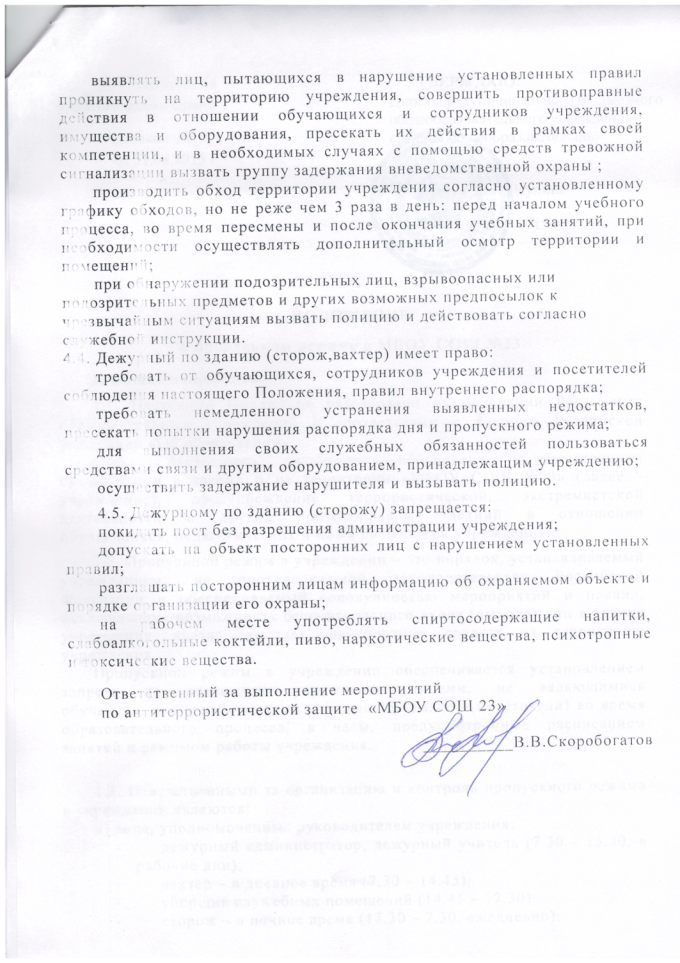 выявлять лиц, пытающихся в нарушение установленных правил
проникнуть на территорию учреждения, совершить противоправные
действия в отношении обучающихся и сотрудников учреждения,
имущества и оборудования, пресекать их действия в рамках своей
компетенции, и в необходимых случаях с помощью средств тревожной
сигнализации вызвать группу задержания вневедомственной охраны ;
производить обход территории учреждения согласно установленному
графику обходов, но не реже чем 3 раза в день: перед началом учебного
процесса, во время пересмены и после окончания учебных занятий, при
необходимости осуществлять дополнительный осмотр территории и
помещений;
при обнаружении подозрительных лиц, взрывоопасных или
подозрительных предметов и других возможных предпосылок к
чрезвычайным ситуациям вызвать полицию и действовать согласно
служебной инструкции.
4.4. Дежурный по зданию (сторож,вахтер) имеет право:
требовать от обучающихся, сотрудников учреждения и посетителей
соблюдения настоящего Положения, правил внутреннего распорядка;
требовать немедленного устранения выявленных недостатков,
пресекать попытки нарушения распорядка дня и пропускного режима;
для выполнения своих служебных обязанностей пользоваться
средствами связи и другим оборудованием, принадлежащим учреждению;
осуществить задержание нарушителя и вызывать полицию.
4.5. Дежурному по зданию (сторожу) запрещается:
покидать пост без разрешения администрации учреждения;
допускать на объект посторонних лиц с нарушением установленных
правил;
разглашать посторонним лицам информацию об охраняемом объекте и
порядке организации его охраны;
на рабочем месте употреблять спиртосодержащие напитки,
слабоалкогольные коктейли, пиво, наркотические вещества, психотропные
и токсические вещества.
Ответственный за выполнение мероприятий
по антитеррористической защите «МБОУ СОШ 23»
В.В.Скоробогатов